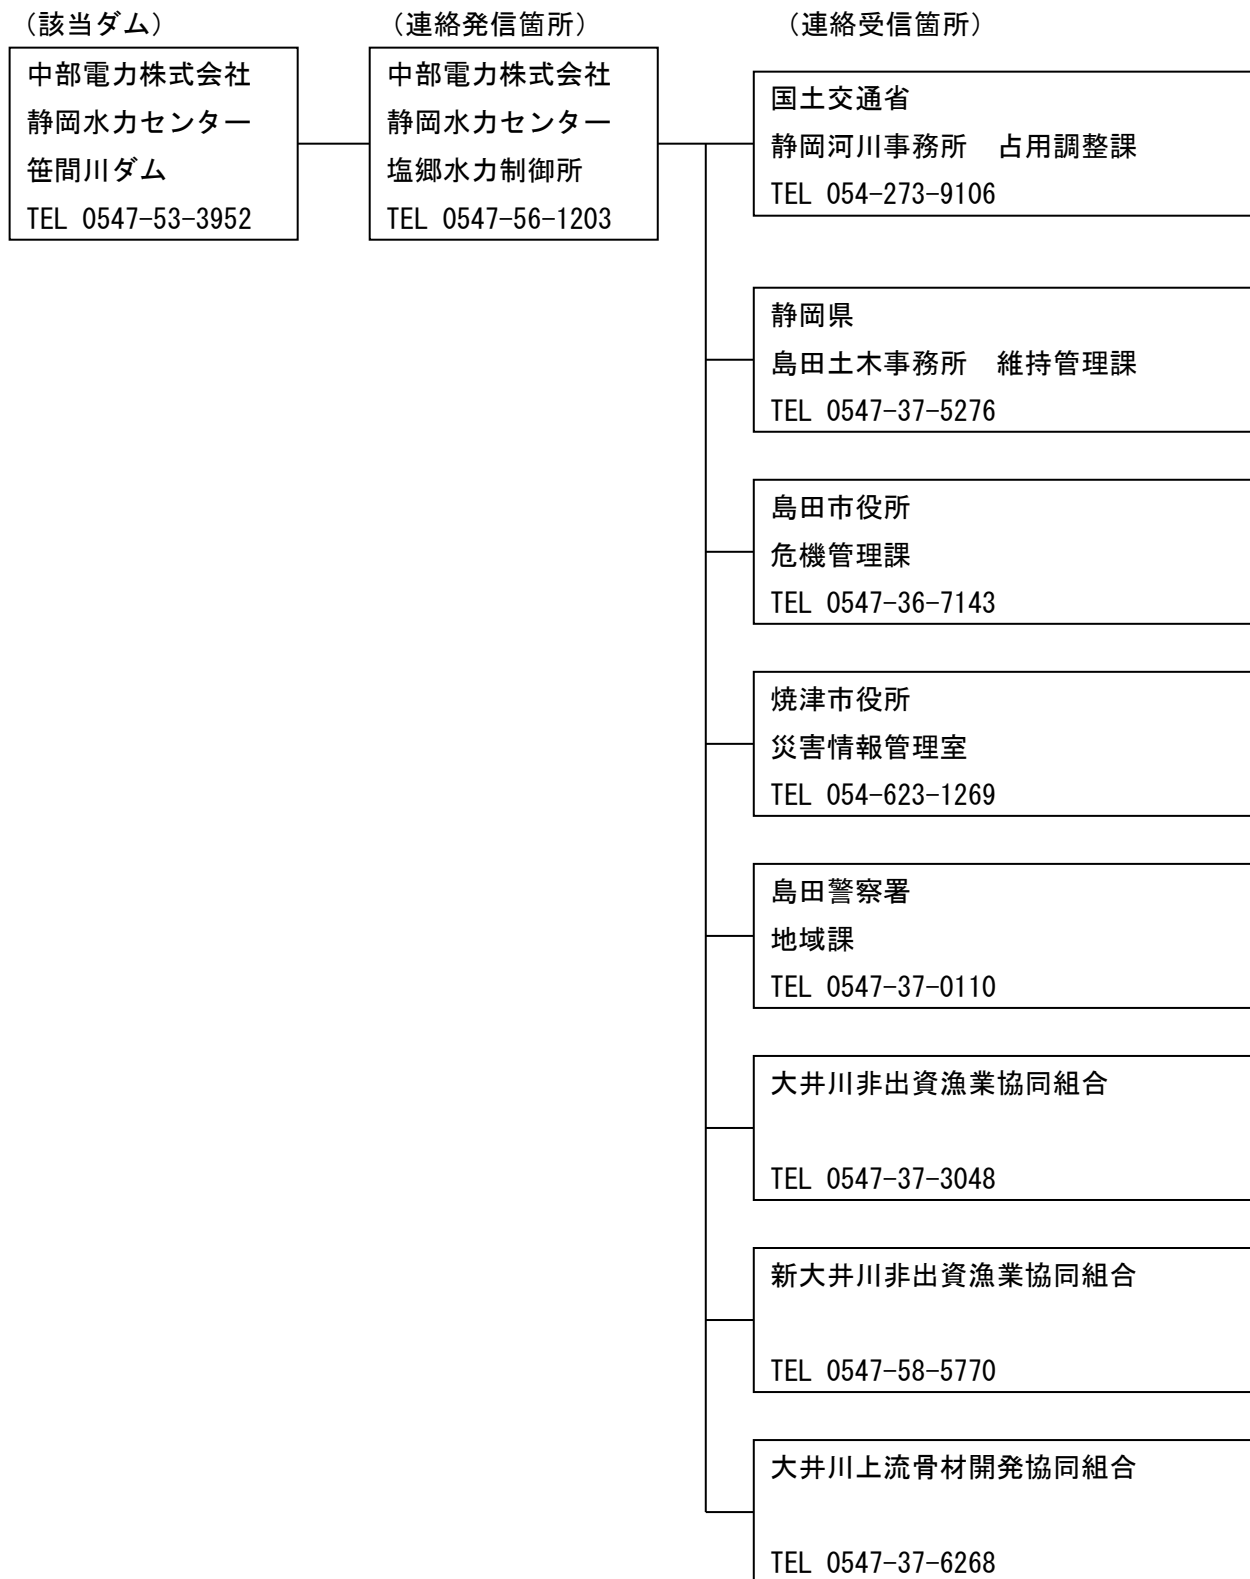 （該当ダム）
中部電力株式会社
静岡水力センター
笹間川ダム
TEL 0547-53-3952
（連絡発信箇所）
中部電力株式会社
静岡水力センター
塩郷水力制御所
TEL 0547-56-1203
（連絡受信箇所）
国土交通省
静岡河川事務所　占用調整課
TEL 054-273-9106
静岡県
島田土木事務所　維持管理課
TEL 0547-37-5276
島田市役所
危機管理課
TEL 0547-36-7143
焼津市役所
災害情報管理室
TEL 054-623-1269
島田警察署
地域課
TEL 0547-37-0110
大井川非出資漁業協同組合
TEL 0547-37-3048
新大井川非出資漁業協同組合
TEL 0547-58-5770
大井川上流骨材開発協同組合
TEL 0547-37-6268